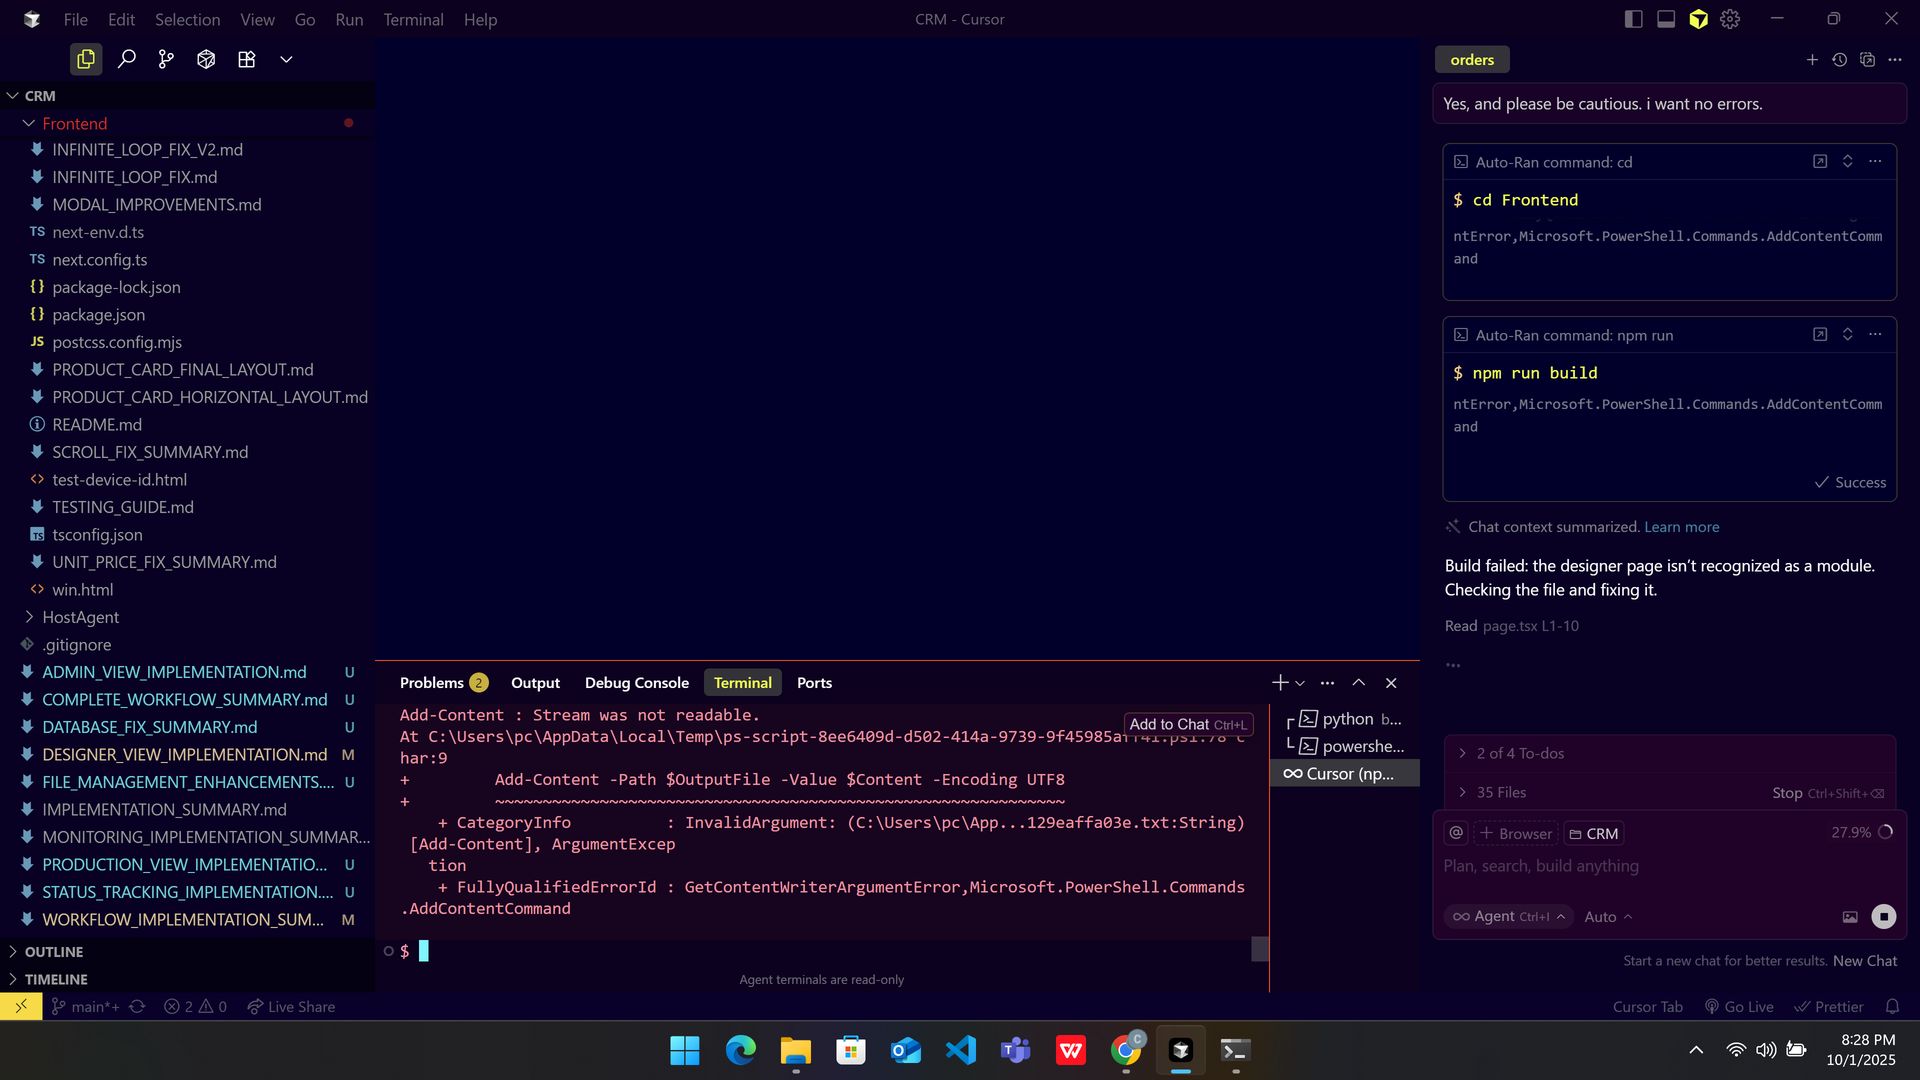 File Edit Selection View Go Run Terminal Help
CRM - Cursor
CRM
Frontend
INFINITE_LOOP_FIX_V2.md
INFINITE_LOOP_FIX.md
MODAL_IMPROVEMENTS.md
TS next-env.d.ts
TS next.config.ts
{} package-lock.json
{} package.json
JS postcss.config.mjs
PRODUCT_CARD_FINAL_LAYOUT.md
PRODUCT_CARD_HORIZONTAL_LAYOUT.md
README.md
SCROLL_FIX_SUMMARY.md
<> test-device-id.html
TESTING_GUIDE.md
TS tsconfig.json
UNIT_PRICE_FIX_SUMMARY.md
<> win.html
HostAgent
.gitignore
ADMIN_VIEW_IMPLEMENTATION.md U
COMPLETE_WORKFLOW_SUMMARY.md U
DATABASE_FIX_SUMMARY.md U
DESIGNER_VIEW_IMPLEMENTATION.md M
FILE_MANAGEMENT_ENHANCEMENTS.... U
IMPLEMENTATION_SUMMARY.md
MONITORING_IMPLEMENTATION_SUMMAR...
PRODUCTION_VIEW_IMPLEMENTATIO... U
STATUS_TRACKING_IMPLEMENTATION.... U
WORKFLOW_IMPLEMENTATION_SUM... M
OUTLINE
TIMELINE
Problems 2 Output Debug Console Terminal Ports
Add-Content : Stream was not readable.
Add to Chat Ctrl+L
At C:\Users\pc\AppData\Local\Temp\ps-script-8ee6409d-d502-414a-9739-9f45985aff41.ps1:78 c
har:9
+         Add-Content -Path $OutputFile -Value $Content -Encoding UTF8
+         ~~~~~~~~~~~~~~~~~~~~~~~~~~~~~~~~~~~~~~~~~~~~~~~~~~~~~~~~~~~
+ CategoryInfo          : InvalidArgument: (C:\Users\pc\App...129eaffa03e.txt:String)
[Add-Content], ArgumentExcep
tion
+ FullyQualifiedErrorId : GetContentWriterArgumentError,Microsoft.PowerShell.Commands
.AddContentCommand
$
Agent terminals are read-only
python b...
powershe...
Cursor (np...
orders
Yes, and please be cautious. i want no errors.
Auto-Ran command: cd
$ cd Frontend
ntError,Microsoft.PowerShell.Commands.AddContentComm
and
Auto-Ran command: npm run
$ npm run build
ntError,Microsoft.PowerShell.Commands.AddContentComm
and
Success
Chat context summarized. Learn more
Build failed: the designer page isn't recognized as a module.
Checking the file and fixing it.
Read page.tsx L1-10
...
2 of 4 To-dos
35 Files Stop Ctrl+Shift+⌫
@ + Browser CRM 27.9%
Plan, search, build anything
∞ Agent Ctrl+I Auto
Start a new chat for better results. New Chat
main*+ 2 0 Live Share Cursor Tab Go Live Prettier
8:28 PM
10/1/2025